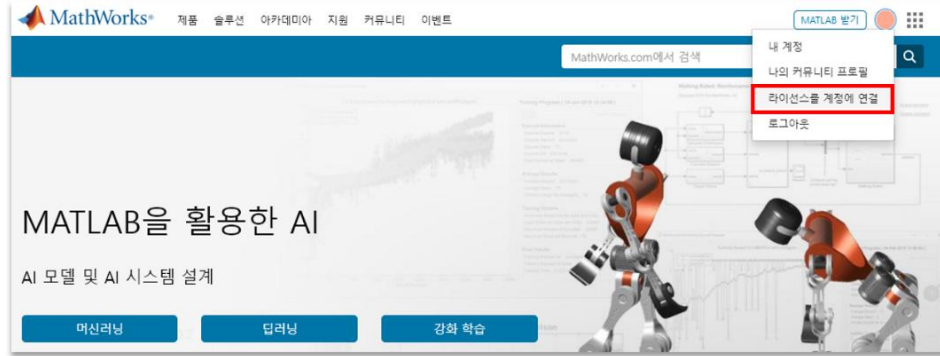 MathWorks® 제품 솔루션 아카데미아 지원 커뮤니티 이벤트 MATLAB 받기
MathWorks.com에서 검색
내 계정
나의 커뮤니티 프로필
라이선스를 계정에 연결
로그아웃
MATLAB을 활용한 AI
AI 모델 및 AI 시스템 설계
머신러닝 딥러닝 강화 학습